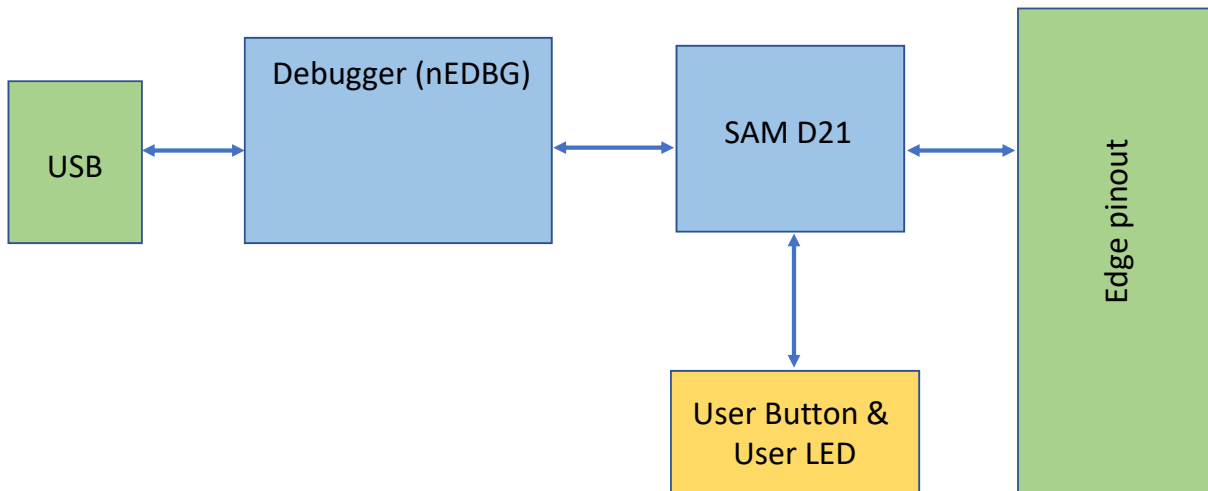 USB
Debugger (nEDBG)
SAM D21
User Button &
User LED
Edge pinout